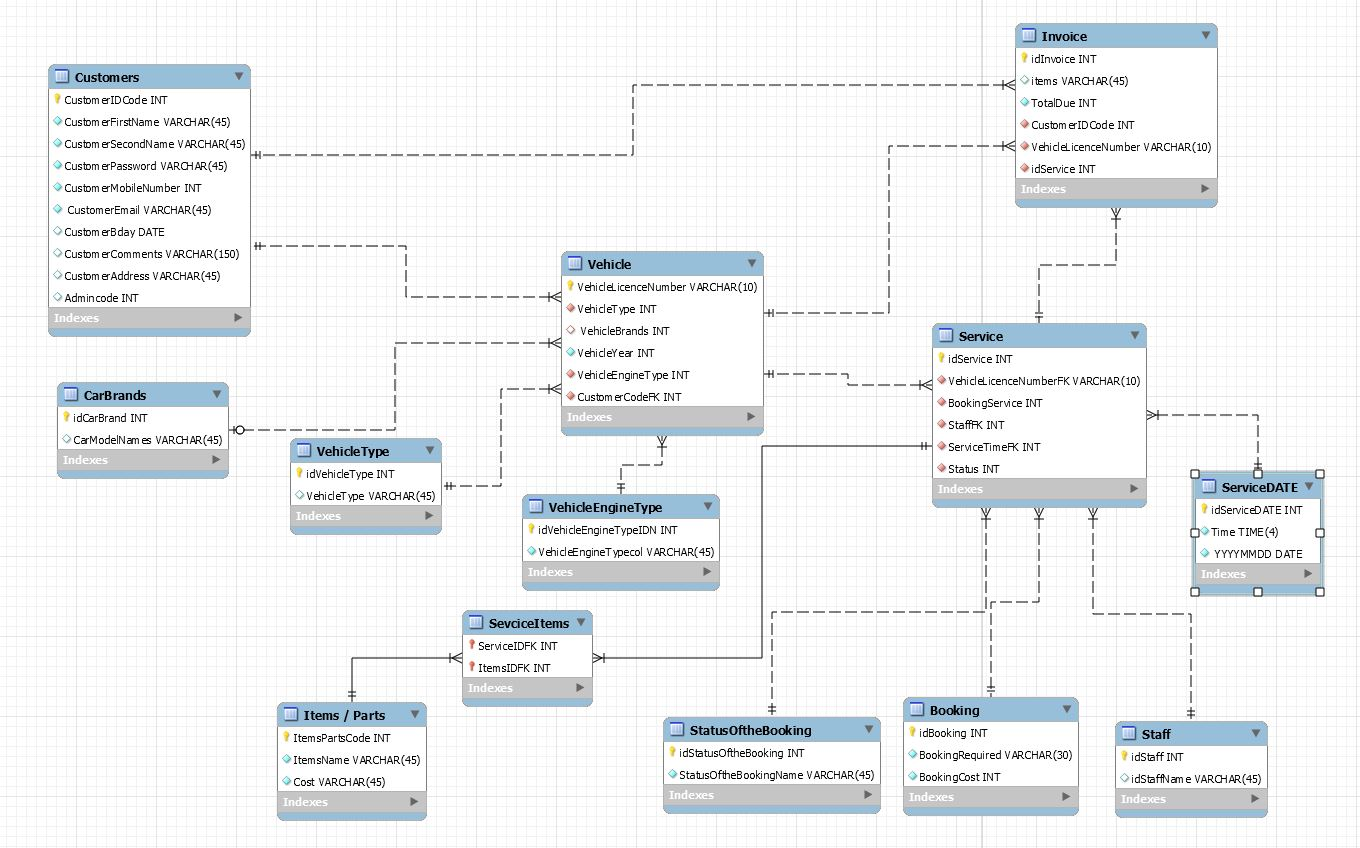 Customers
CustomerIDCode INT
CustomerFirstName VARCHAR(45)
CustomerSecondName VARCHAR(45)
CustomerPassword VARCHAR(45)
CustomerMobileNumber INT
CustomerEmail VARCHAR(45)
CustomerBday DATE
CustomerComments VARCHAR(150)
CustomerAddress VARCHAR(45)
Admincode INT
Indexes
Invoice
idInvoice INT
items VARCHAR(45)
TotalDue INT
CustomerIDCode INT
VehicleLicenceNumber VARCHAR(10)
idService INT
Indexes
Vehicle
VehicleLicenceNumber VARCHAR(10)
VehicleType INT
VehicleBrands INT
VehicleYear INT
VehicleEngineType INT
CustomerCodeFK INT
Indexes
Service
idService INT
VehicleLicenceNumberFK VARCHAR(10)
BookingService INT
StaffFK INT
ServiceTimeFK INT
Status INT
Indexes
CarBrands
idCarBrand INT
CarModelNames VARCHAR(45)
Indexes
VehicleType
idVehicleType INT
VehicleType VARCHAR(45)
Indexes
VehicleEngineType
idVehicleEngineTypeIDN INT
VehicleEngineTypecol VARCHAR(45)
Indexes
ServiceDATE
idServiceDATE INT
Time TIME(4)
YYYYMMDD DATE
Indexes
SevciceItems
ServiceIDFK INT
ItemsIDFK INT
Indexes
Items / Parts
ItemsPartsCode INT
ItemsName VARCHAR(45)
Cost VARCHAR(45)
Indexes
StatusOftheBooking
idStatusOftheBooking INT
StatusOftheBookingName VARCHAR(45)
Indexes
Booking
idBooking INT
BookingRequired VARCHAR(30)
BookingCost INT
Indexes
Staff
idStaff INT
idStaffName VARCHAR(45)
Indexes